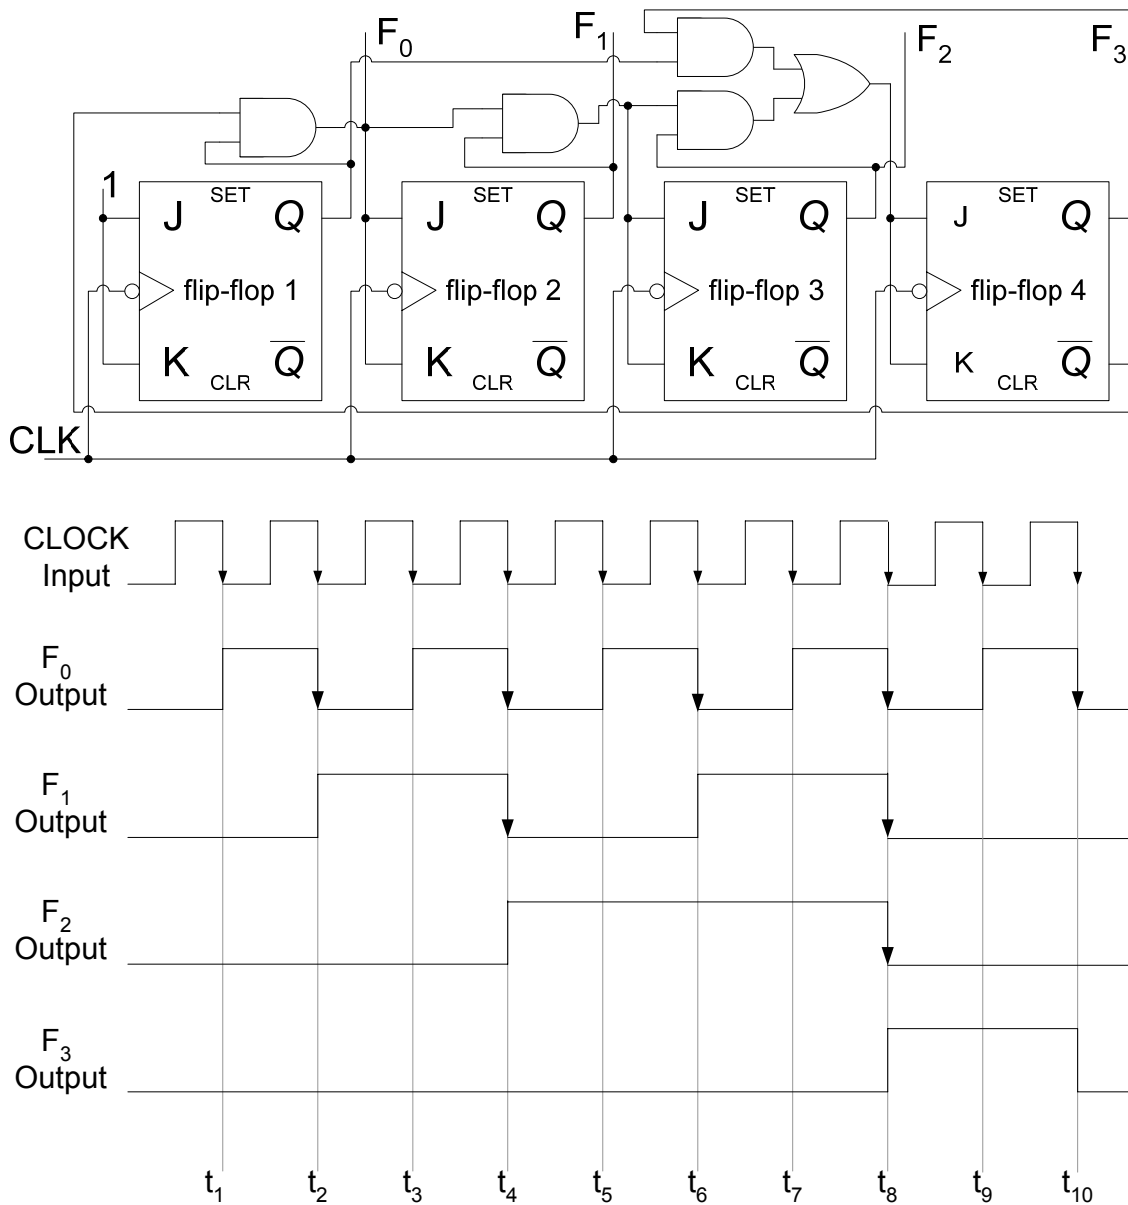 F0 F1 F2 F3
1
SET SET SET SET
J Q J Q J Q J Q
flip-flop 1 flip-flop 2 flip-flop 3 flip-flop 4
K Q K Q K Q K Q
CLR CLR CLR CLR
CLK
CLOCK
Input
F0
Output
F1
Output
F2
Output
F3
Output
t1 t2 t3 t4 t5 t6 t7 t8 t9 t10